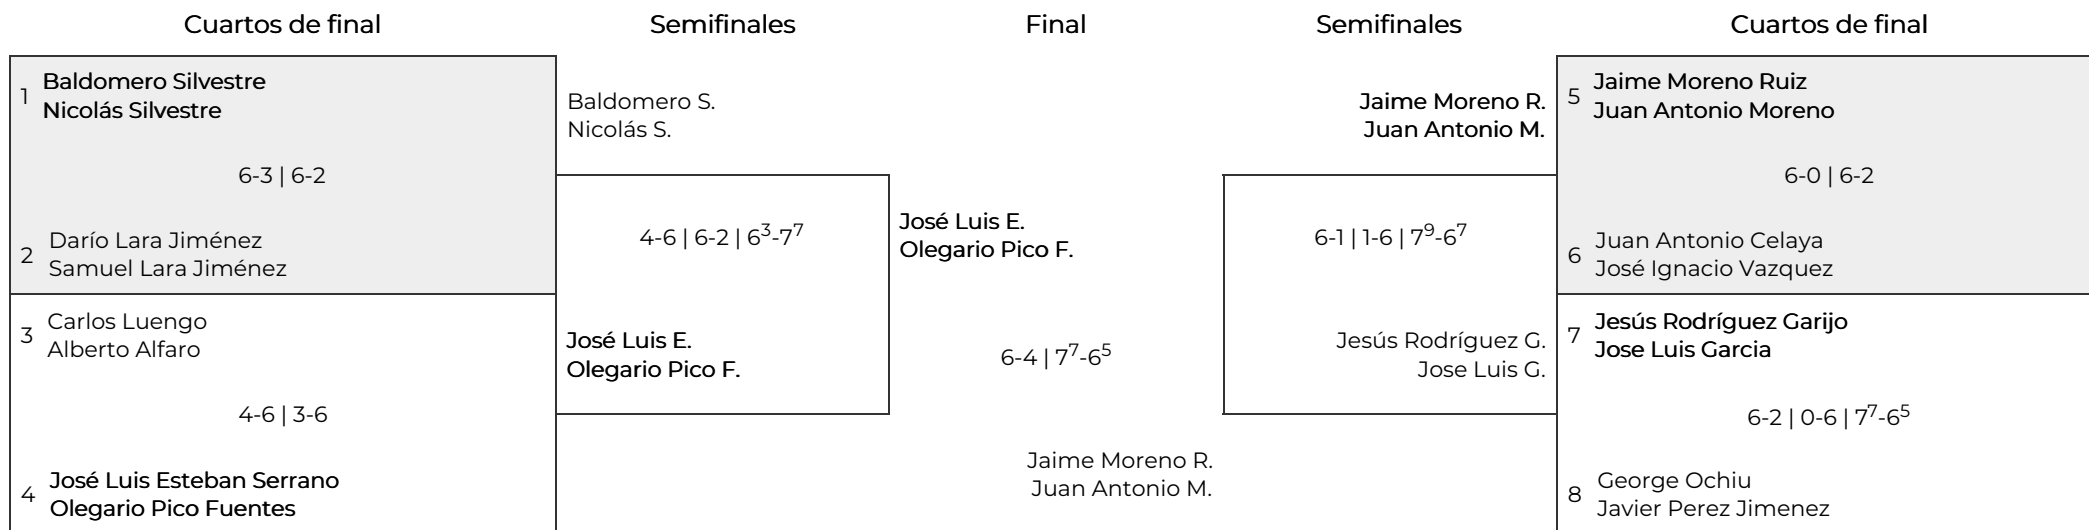 Cuartos de final
Semifinales
Final
Semifinales
Cuartos de final
1
Baldomero Silvestre
Nicolás Silvestre
6-3 | 6-2
2
Darío Lara Jiménez
Samuel Lara Jiménez
3
Carlos Luengo
Alberto Alfaro
4-6 | 3-6
4
José Luis Esteban Serrano
Olegario Pico Fuentes
Baldomero S.
Nicolás S.
4-6 | 6-2 | 6³-7⁷
José Luis E.
Olegario Pico F.
José Luis E.
Olegario Pico F.
6-4 | 7⁷-6⁵
Jaime Moreno R.
Juan Antonio M.
Jaime Moreno R.
Juan Antonio M.
6-1 | 1-6 | 7⁹-6⁷
Jesús Rodríguez G.
Jose Luis G.
5
Jaime Moreno Ruiz
Juan Antonio Moreno
6-0 | 6-2
6
Juan Antonio Celaya
José Ignacio Vazquez
7
Jesús Rodríguez Garijo
Jose Luis Garcia
6-2 | 0-6 | 7⁷-6⁵
8
George Ochiu
Javier Perez Jimenez